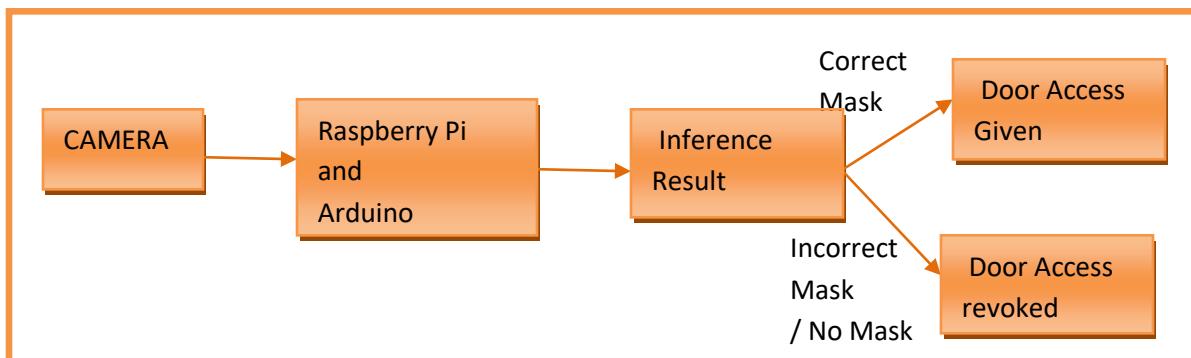 CAMERA
Raspberry Pi
and
Arduino
Inference
Result
Correct
Mask
Door Access
Given
Incorrect
Mask
/ No Mask
Door Access
revoked